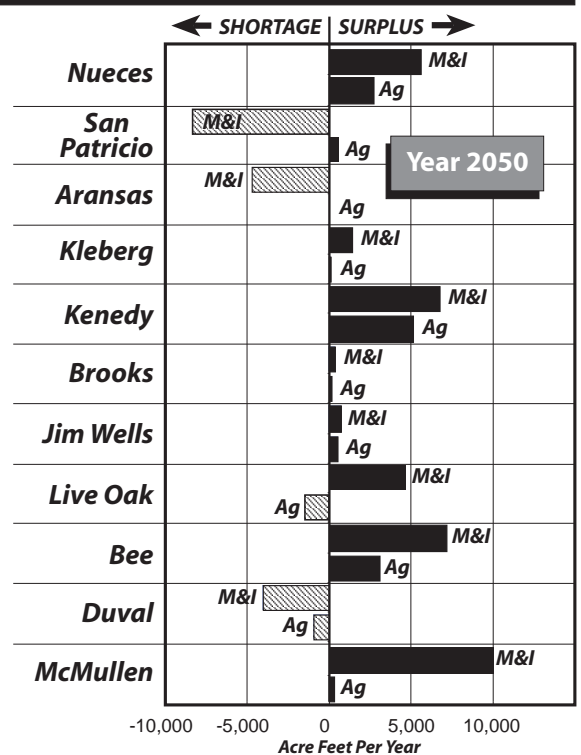 SHORTAGE SURPLUS
Nueces
M&I
Ag
San
Patricio
M&I
Ag
Year 2050
Aransas
M&I
Ag
Kleberg
M&I
Ag
Kenedy
M&I
Ag
Brooks
M&I
Ag
Jim Wells
M&I
Ag
Live Oak
M&I
Ag
Bee
M&I
Ag
Duval
M&I
Ag
McMullen
M&I
Ag
-10,000 -5,000 0 5,000 10,000
Acre Feet Per Year